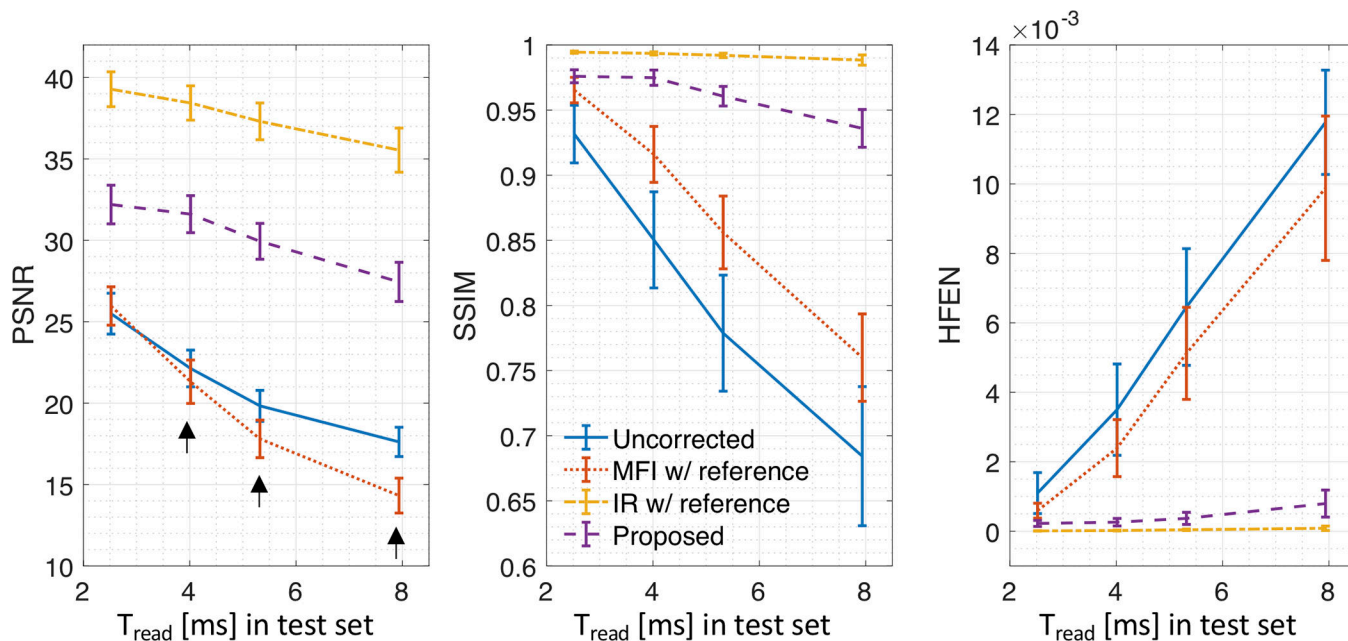 PSNR
40
35
30
25
20
15
10
2 4 6 8
T_read [ms] in test set
SSIM
1
0.95
0.9
0.85
0.8
0.75
0.7
0.65
0.6
Uncorrected
MFI w/ reference
IR w/ reference
Proposed
2 4 6 8
T_read [ms] in test set
×10⁻³
HFEN
14
12
10
8
6
4
2
0
2 4 6 8
T_read [ms] in test set